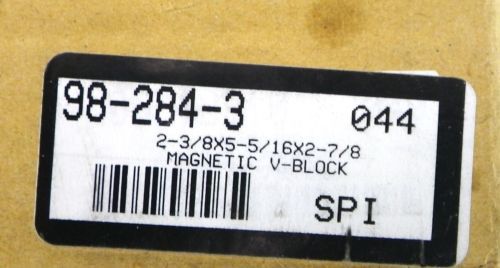 98-284-3 044
2-3/8X5-5/16X2-7/8
MAGNETIC V-BLOCK
SPI